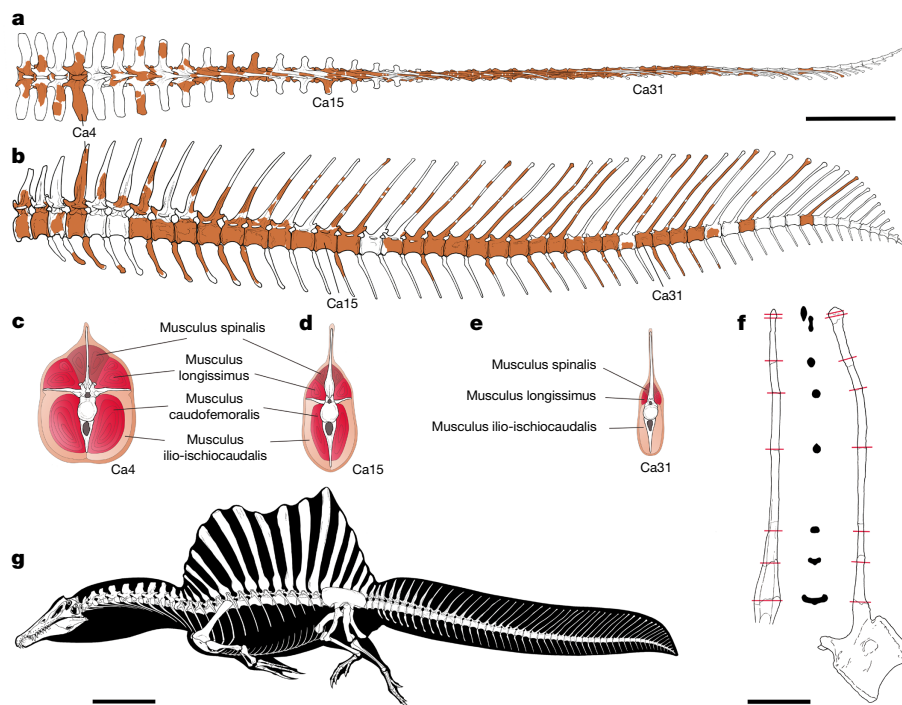 a
Ca15
Ca31
Ca4
b
Ca15
Ca31
c
d
e
f
Musculus spinalis
Musculus
longissimus
Musculus
caudofemoralis
Musculus
ilio-ischiocaudalis
Ca4
Ca15
Musculus spinalis
Musculus longissimus
Musculus ilio-ischiocaudalis
Ca31
g